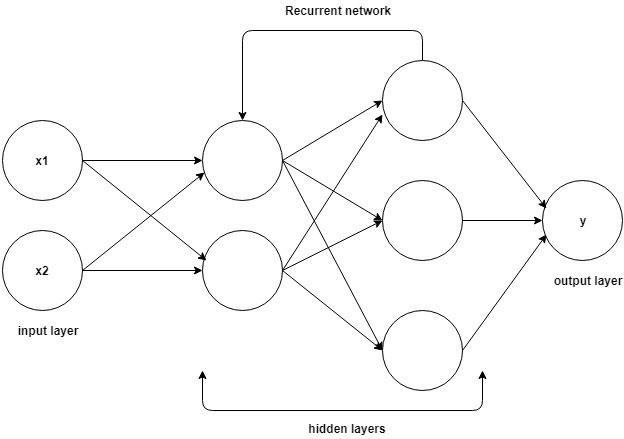 Recurrent network
x1
x2
y
input layer
output layer
hidden layers